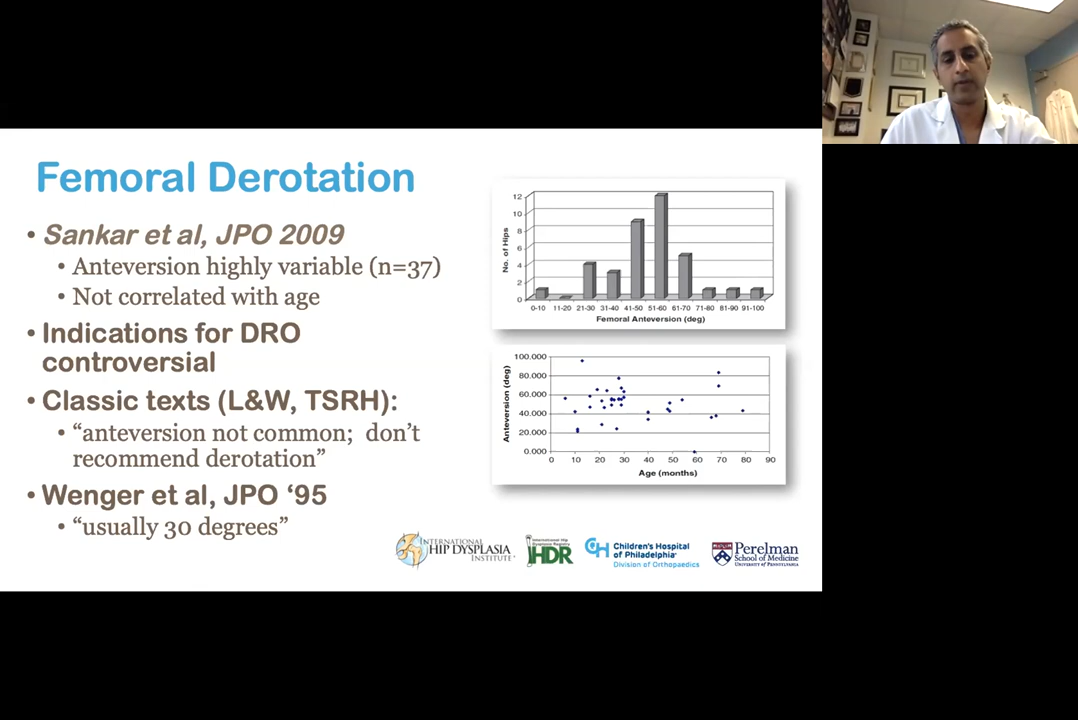 Femoral Derotation
• Sankar et al, JPO 2009
• Anteversion highly variable (n=37)
• Not correlated with age
• Indications for DRO
controversial
• Classic texts (L&W, TSRH):
• “anteversion not common;  don’t
recommend derotation”
• Wenger et al, JPO ‘95
• “usually 30 degrees”
No. of Hips
12
10
8
6
4
2
0
0-10 11-20 21-30 31-40 41-50 51-60 61-70 71-80 81-90 91-100
Femoral Anteversion (deg)
Anteversion (deg)
100.000
80.000
60.000
40.000
20.000
0.000
0 10 20 30 40 50 60 70 80 90
Age (months)
INTERNATIONAL
HIP DYSPLASIA
INSTITUTE
International Hip
Dysplasia Registry
IHDR
CH
Children's Hospital
of Philadelphia
Division of Orthopaedics
Perelman
School of Medicine
UNIVERSITY OF PENNSYLVANIA